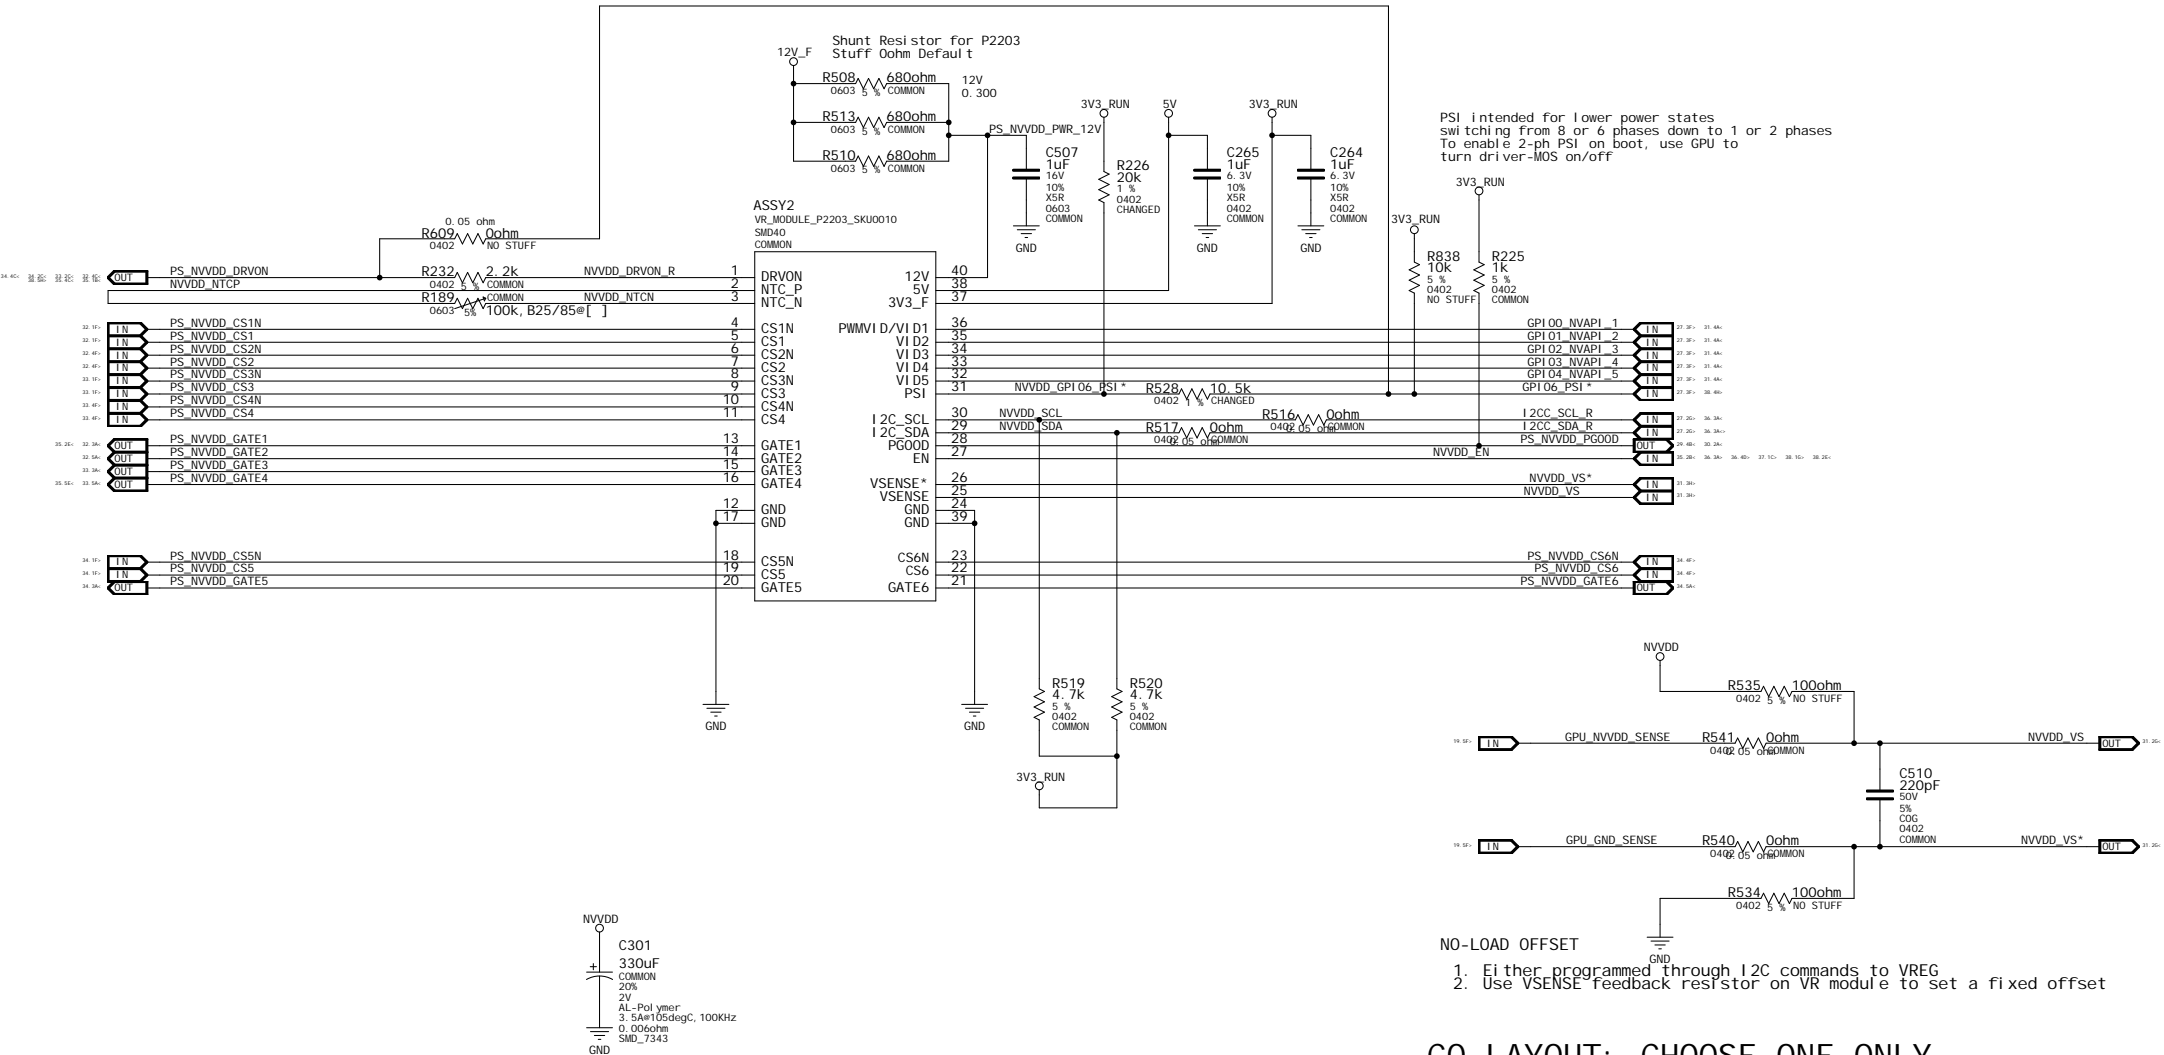 Shunt Resistor for P2203
Stuff 0ohm Default
12V_F
R508 680ohm
0603 5 % COMMON
12V
0.300
R513 680ohm
0603 5 % COMMON
R510 680ohm
0603 5 % COMMON
PS_NVVDD_PWR_12V
3V3_RUN
5V
3V3_RUN
C507
1uF
16V
10%
X5R
0603
COMMON
GND
R226
20k
1 %
0402
CHANGED
C265
1uF
6.3V
10%
X5R
0402
COMMON
GND
C264
1uF
6.3V
10%
X5R
0402
COMMON
GND
PSI intended for lower power states
switching from 8 or 6 phases down to 1 or 2 phases
To enable 2-ph PSI on boot, use GPU to
turn driver-MOS on/off
3V3_RUN
3V3_RUN
R838
10k
5 %
0402
NO STUFF
R225
1k
5 %
0402
COMMON
ASSY2
VR_MODULE_P2203_SKU0010
SMD40
COMMON
0.05 ohm
R609 0ohm
0402 NO STUFF
OUT PS_NVVDD_DRVON
R232 2.2k
0402 5 % COMMON
NVVDD_DRVON_R 1 DRVON
NVVDD_NTCP 2 NTC_P
R189 COMMON
0603 5% 100k, B25/85@[ ]
NVVDD_NTCN 3 NTC_N
IN PS_NVVDD_CS1N 4 CS1N
IN PS_NVVDD_CS1 5 CS1
IN PS_NVVDD_CS2N 6 CS2N
IN PS_NVVDD_CS2 7 CS2
IN PS_NVVDD_CS3N 8 CS3N
IN PS_NVVDD_CS3 9 CS3
IN PS_NVVDD_CS4N 10 CS4N
IN PS_NVVDD_CS4 11 CS4
OUT PS_NVVDD_GATE1 13 GATE1
OUT PS_NVVDD_GATE2 14 GATE2
OUT PS_NVVDD_GATE3 15 GATE3
OUT PS_NVVDD_GATE4 16 GATE4
12 GND
17 GND
IN PS_NVVDD_CS5N 18 CS5N
IN PS_NVVDD_CS5 19 CS5
OUT PS_NVVDD_GATE5 20 GATE5
12V 40
5V 38
3V3_F 37
PWMVID/VID1 36 GPIO0_NVAPI_1 IN
VID2 35 GPIO1_NVAPI_2 IN
VID3 34 GPIO2_NVAPI_3 IN
VID4 33 GPIO3_NVAPI_4 IN
VID5 32 GPIO4_NVAPI_5 IN
PSI 31 NVVDD_GPIO6_PSI* R528 10.5k GPIO6_PSI* IN
0402 1 % CHANGED
I2C_SCL 30 NVVDD_SCL R516 0ohm I2CC_SCL_R IN
0402 0.05 ohm COMMON
I2C_SDA 29 NVVDD_SDA R517 0ohm I2CC_SDA_R IN
0402 0.05 ohm COMMON
PGOOD 28 PS_NVVDD_PGOOD OUT
EN 27 NVVDD_EN IN
VSENSE* 26 NVVDD_VS* IN
VSENSE 25 NVVDD_VS IN
GND 24
GND 39
CS6N 23 PS_NVVDD_CS6N IN
CS6 22 PS_NVVDD_CS6 IN
GATE6 21 PS_NVVDD_GATE6 OUT
GND
GND
R519
4.7k
5 %
0402
COMMON
R520
4.7k
5 %
0402
COMMON
3V3_RUN
NVVDD
R535 100ohm
0402 5 % NO STUFF
IN GPU_NVVDD_SENSE R541 0ohm NVVDD_VS OUT
0402 0.05 ohm COMMON
C510
220pF
50V
5%
COG
0402
COMMON
IN GPU_GND_SENSE R540 0ohm NVVDD_VS* OUT
0402 0.05 ohm COMMON
R534 100ohm
0402 5 % NO STUFF
GND
NVVDD
C301
330uF
COMMON
20%
2V
AL-Polymer
3.5A@105degC, 100KHz
0.006ohm
SMD_7343
GND
NO-LOAD OFFSET
1. Either programmed through I2C commands to VREG
2. Use VSENSE feedback resistor on VR module to set a fixed offset
CO-LAYOUT: CHOOSE ONE ONLY